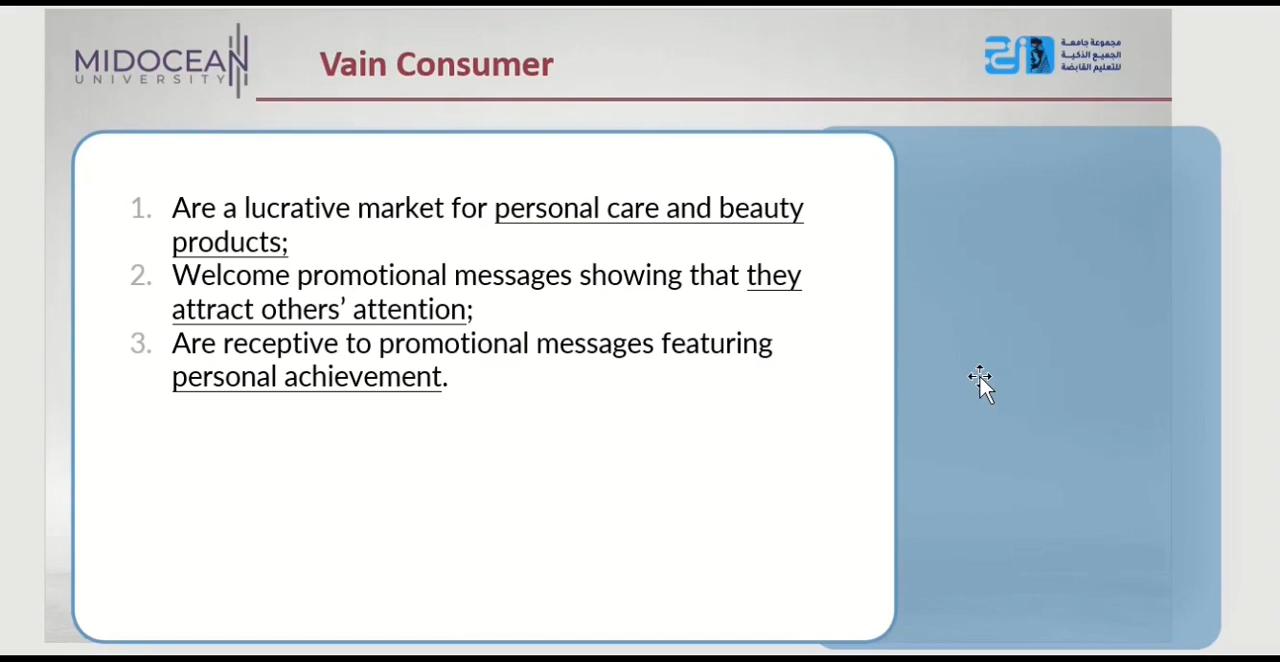 MIDOCEAN
UNIVERSITY
Vain Consumer
مجموعة جامعة
الجميع الذكية
للتعليم القابضة
1. Are a lucrative market for personal care and beauty
products;
2. Welcome promotional messages showing that they
attract others’ attention;
3. Are receptive to promotional messages featuring
personal achievement.